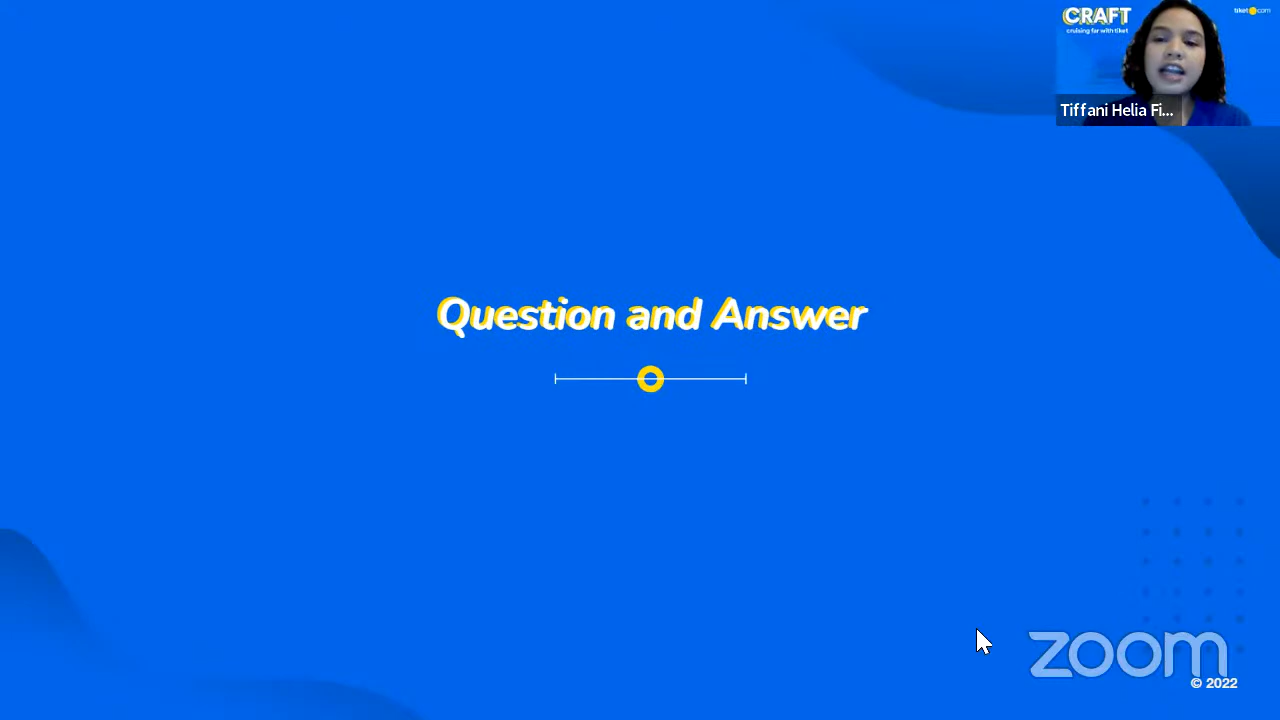 CRAFT
cruising far with tiket
tiket.com
Tiffani Helia Fi...
Question and Answer
zoom
© 2022